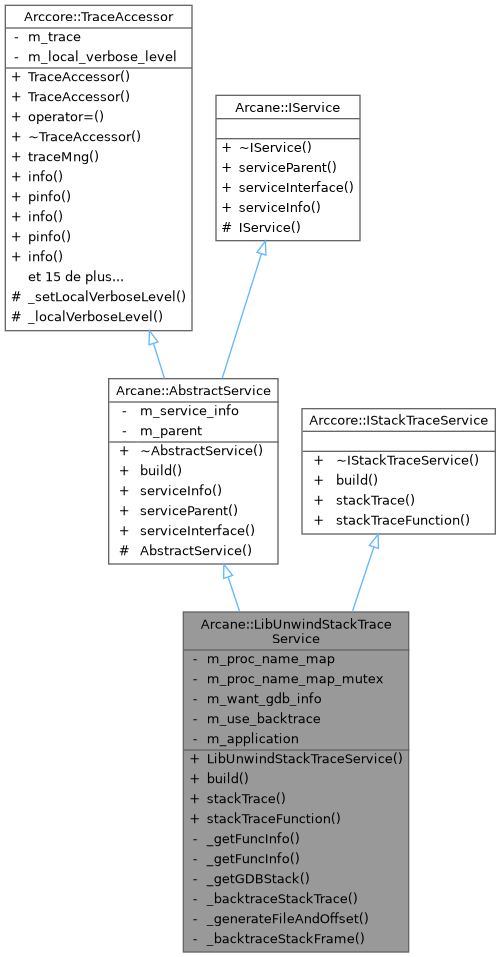 Arccore::TraceAccessor
- m_trace
- m_local_verbose_level
+ TraceAccessor()
+ TraceAccessor()
+ operator=()
+ ~TraceAccessor()
+ traceMng()
+ info()
+ pinfo()
+ info()
+ pinfo()
+ info()
et 15 de plus...
# _setLocalVerboseLevel()
# _localVerboseLevel()
Arcane::IService
+ ~IService()
+ serviceParent()
+ serviceInterface()
+ serviceInfo()
# IService()
Arcane::AbstractService
- m_service_info
- m_parent
+ ~AbstractService()
+ build()
+ serviceInfo()
+ serviceParent()
+ serviceInterface()
# AbstractService()
Arccore::IStackTraceService
+ ~IStackTraceService()
+ build()
+ stackTrace()
+ stackTraceFunction()
Arcane::LibUnwindStackTrace
Service
- m_proc_name_map
- m_proc_name_map_mutex
- m_want_gdb_info
- m_use_backtrace
- m_application
+ LibUnwindStackTraceService()
+ build()
+ stackTrace()
+ stackTraceFunction()
- _getFuncInfo()
- _getFuncInfo()
- _getGDBStack()
- _backtraceStackTrace()
- _generateFileAndOffset()
- _backtraceStackFrame()